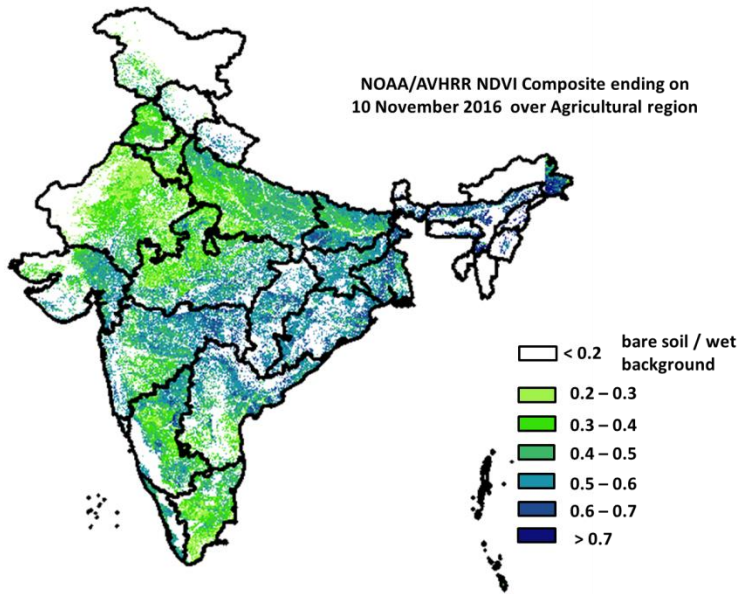 NOAA/AVHRR NDVI Composite ending on
10 November 2016 over Agricultural region
< 0.2 bare soil / wet
background
0.2 – 0.3
0.3 – 0.4
0.4 – 0.5
0.5 – 0.6
0.6 – 0.7
> 0.7